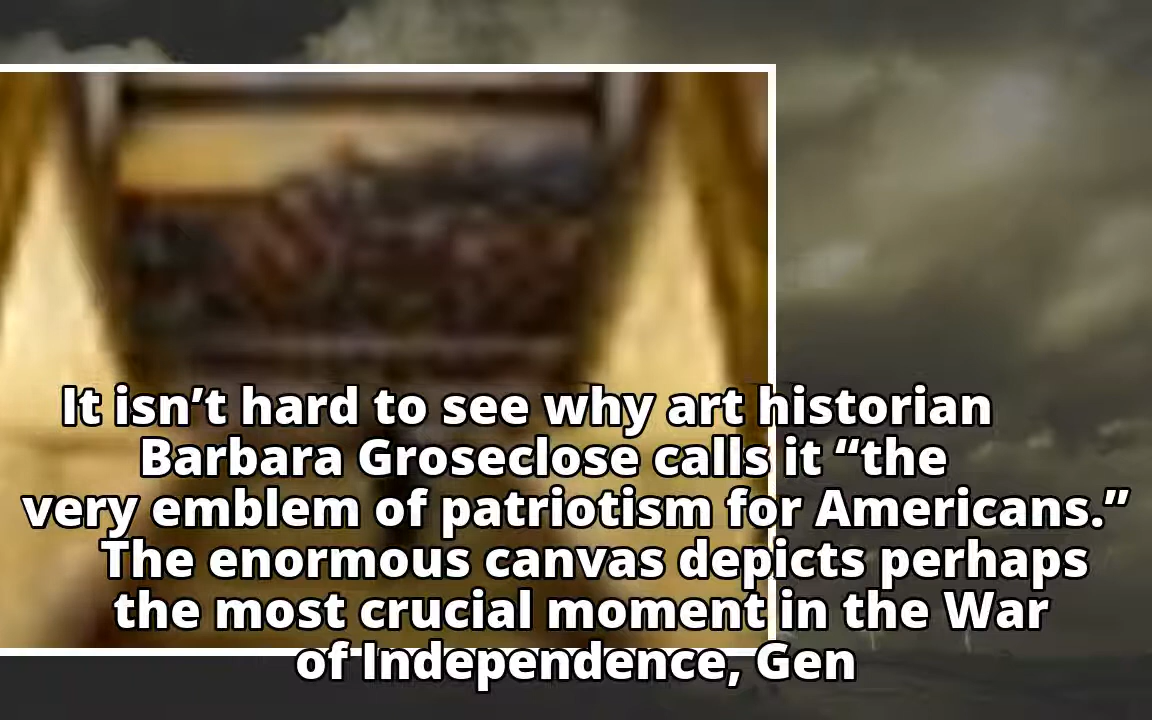 It isn’t hard to see why art historian
Barbara Groseclose calls it “the
very emblem of patriotism for Americans.”
The enormous canvas depicts perhaps
the most crucial moment in the War
of Independence, Gen